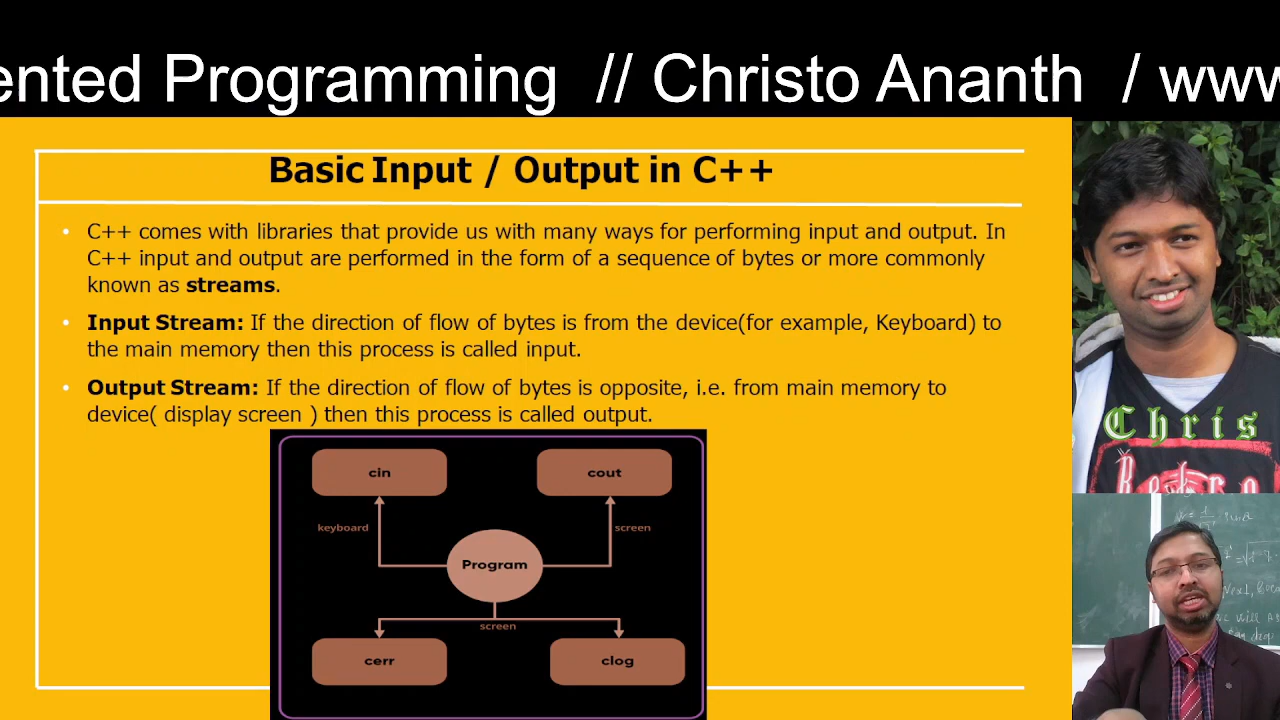 ented Programming // Christo Ananth / www
Basic Input / Output in C++
• C++ comes with libraries that provide us with many ways for performing input and output. In
C++ input and output are performed in the form of a sequence of bytes or more commonly
known as streams.
• Input Stream: If the direction of flow of bytes is from the device(for example, Keyboard) to
the main memory then this process is called input.
• Output Stream: If the direction of flow of bytes is opposite, i.e. from main memory to
device( display screen ) then this process is called output.
cin
cout
keyboard
screen
Program
screen
cerr
clog
Chris